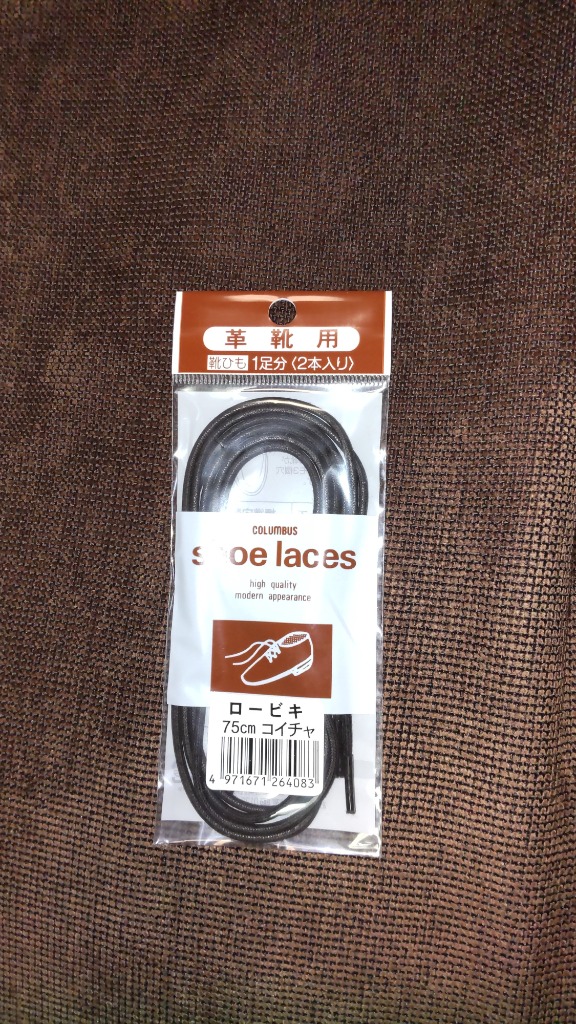 革靴用
靴ひも 1足分〈2本入り〉
COLUMBUS
shoe laces
high quality
modern appearance
ロービキ
75cm コイチャ
4 971671 264083